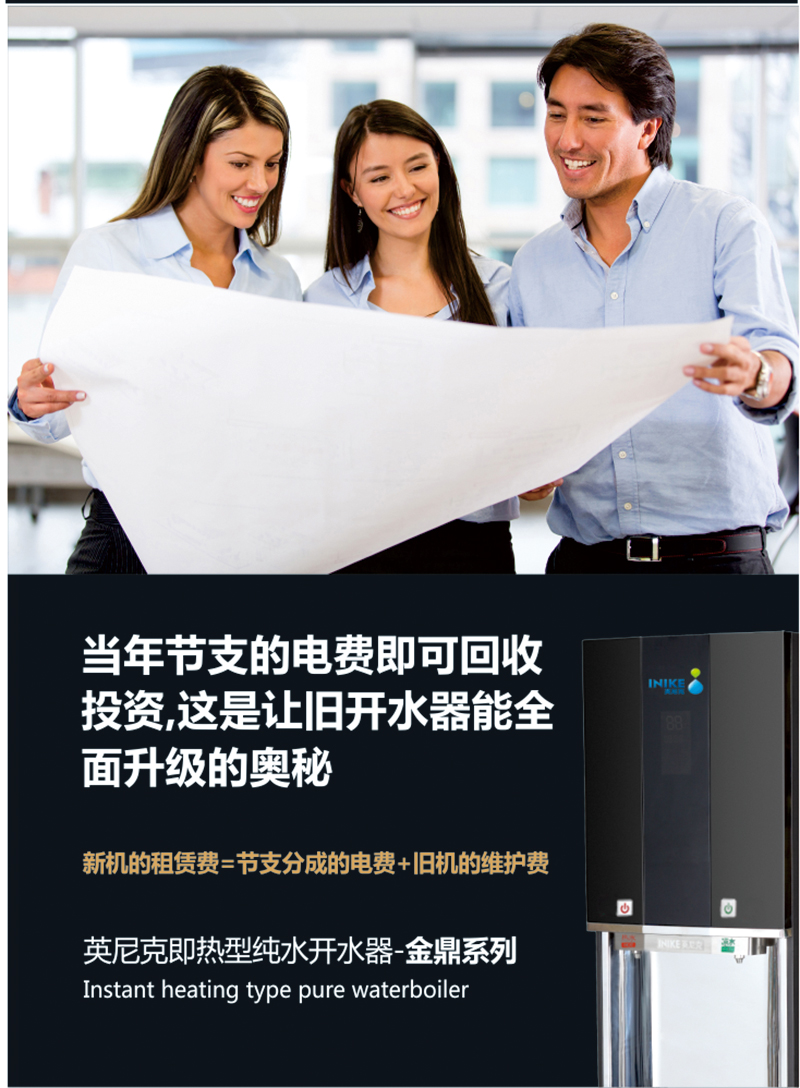 当年节支的电费即可回收
投资,这是让旧开水器能全
面升级的奥秘
INIKE
新机的租赁费=节支分成的电费+旧机的维护费
英尼克即热型纯水开水器-金鼎系列
Instant heating type pure waterboiler